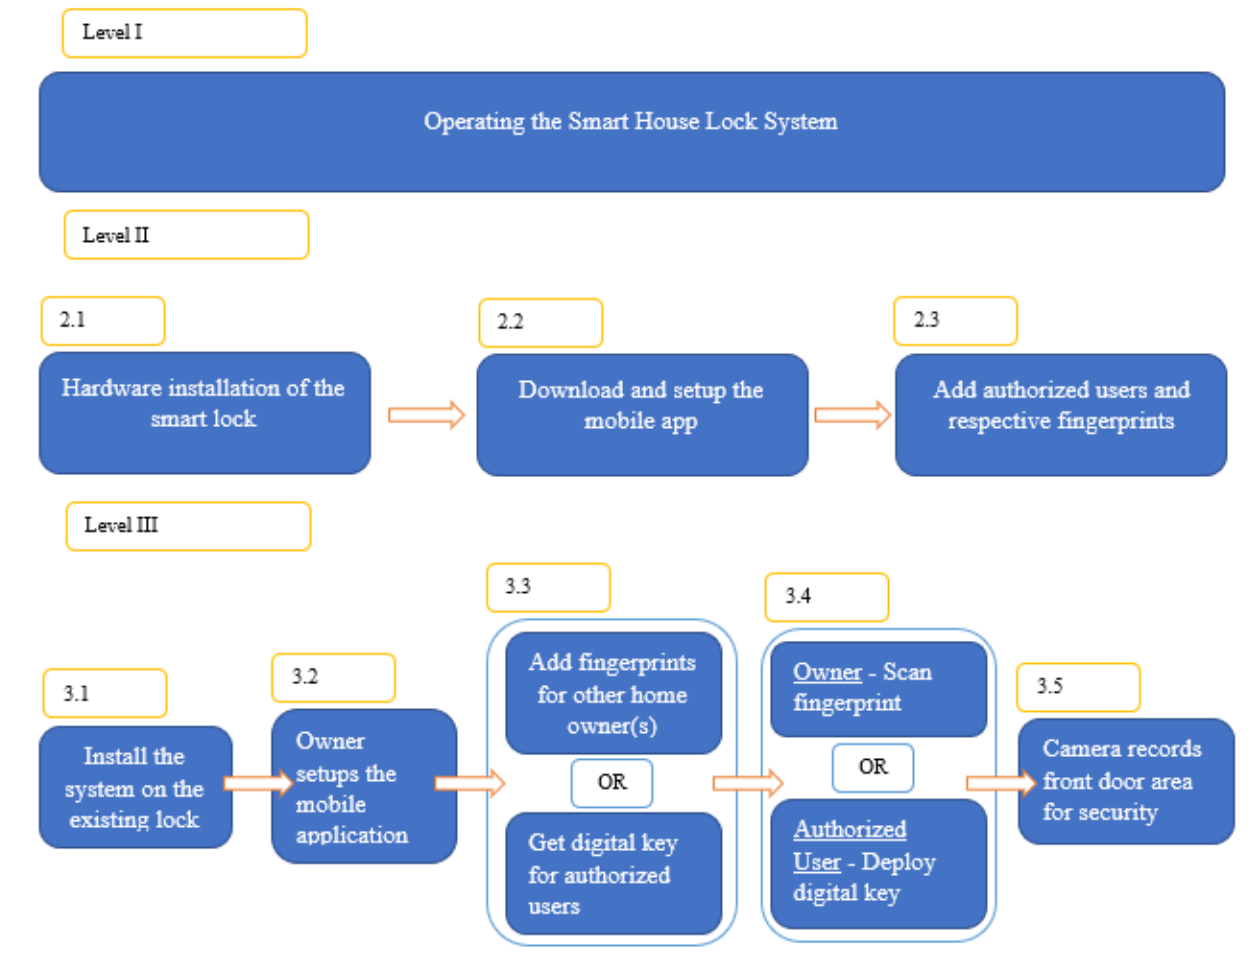 Level I
Operating the Smart House Lock System
Level II
2.1
Hardware installation of the
smart lock
2.2
Download and setup the
mobile app
2.3
Add authorized users and
respective fingerprints
Level III
3.1
Install the
system on the
existing lock
3.2
Owner
setups the
mobile
application
3.3
Add fingerprints
for other home
owner(s)
OR
Get digital key
for authorized
users
3.4
Owner - Scan
fingerprint
OR
Authorized
User - Deploy
digital key
3.5
Camera records
front door area
for security